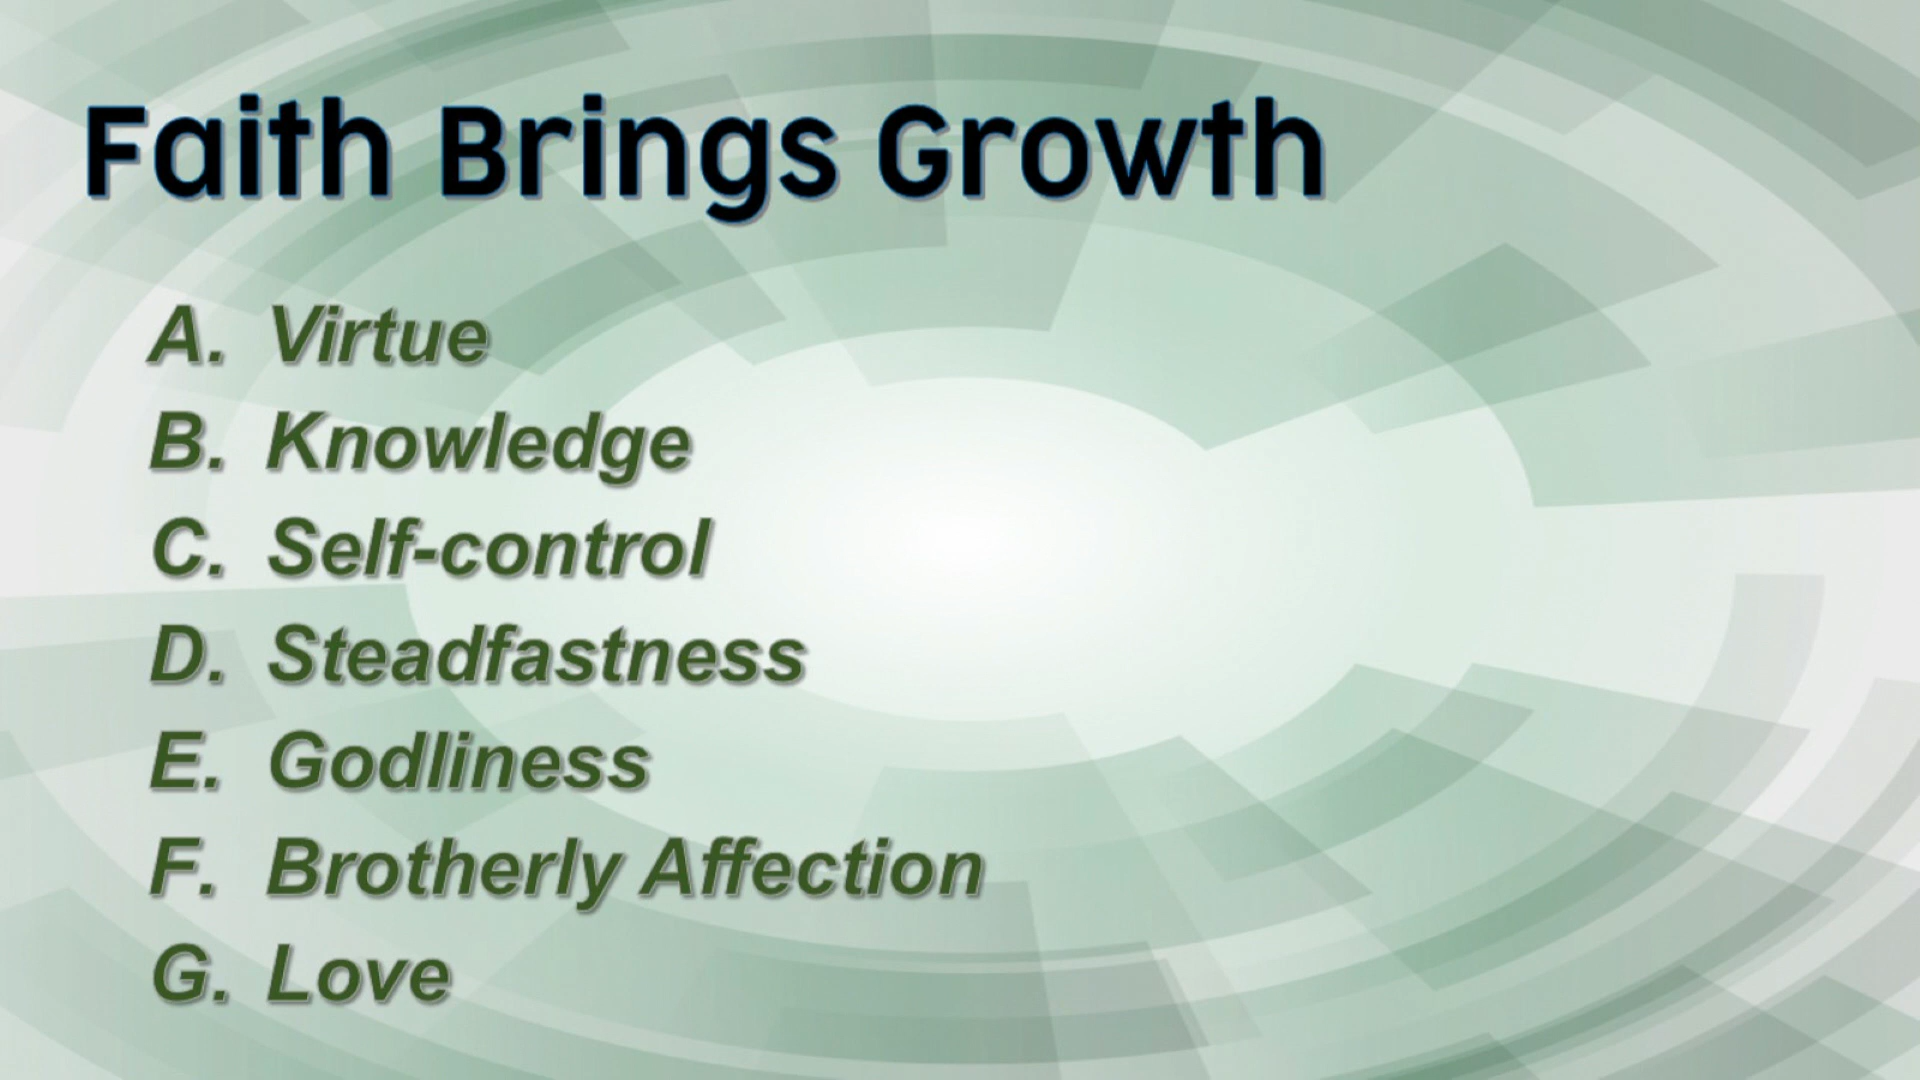 Faith Brings Growth
A. Virtue
B. Knowledge
C. Self-control
D. Steadfastness
E. Godliness
F. Brotherly Affection
G. Love